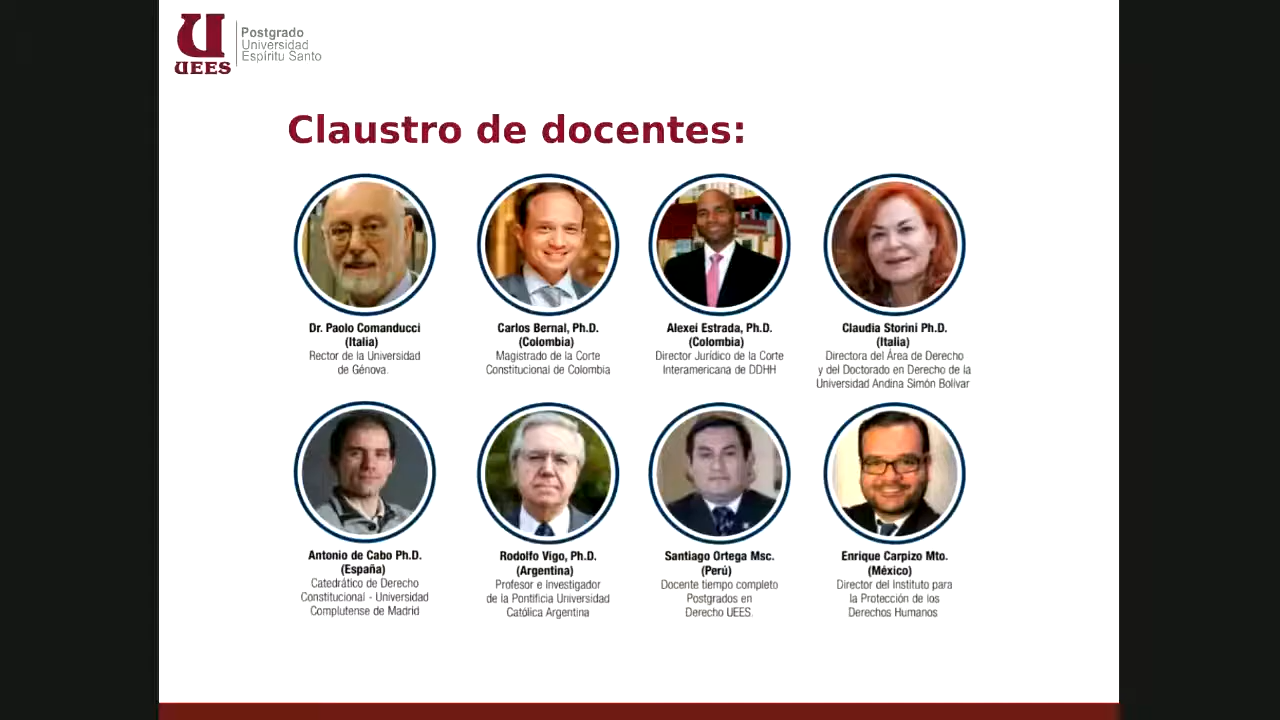 Postgrado
Universidad
Espíritu Santo
UEES
Claustro de docentes:
Dr. Paolo Comanducci
(Italia)
Rector de la Universidad
de Génova.
Carlos Bernal, Ph.D.
(Colombia)
Magistrado de la Corte
Constitucional de Colombia
Alexei Estrada, Ph.D.
(Colombia)
Director Jurídico de la Corte
Interamericana de DDHH
Claudia Storini Ph.D.
(Italia)
Directora del Área de Derecho
y del Doctorado en Derecho de la
Universidad Andina Simón Bolívar
Antonio de Cabo Ph.D.
(España)
Catedrático de Derecho
Constitucional - Universidad
Complutense de Madrid
Rodolfo Vigo, Ph.D.
(Argentina)
Profesor e Investigador
de la Pontificia Universidad
Católica Argentina
Santiago Ortega Msc.
(Perú)
Docente tiempo completo
Postgrados en
Derecho UEES.
Enrique Carpizo Mto.
(México)
Director del Instituto para
la Protección de los
Derechos Humanos